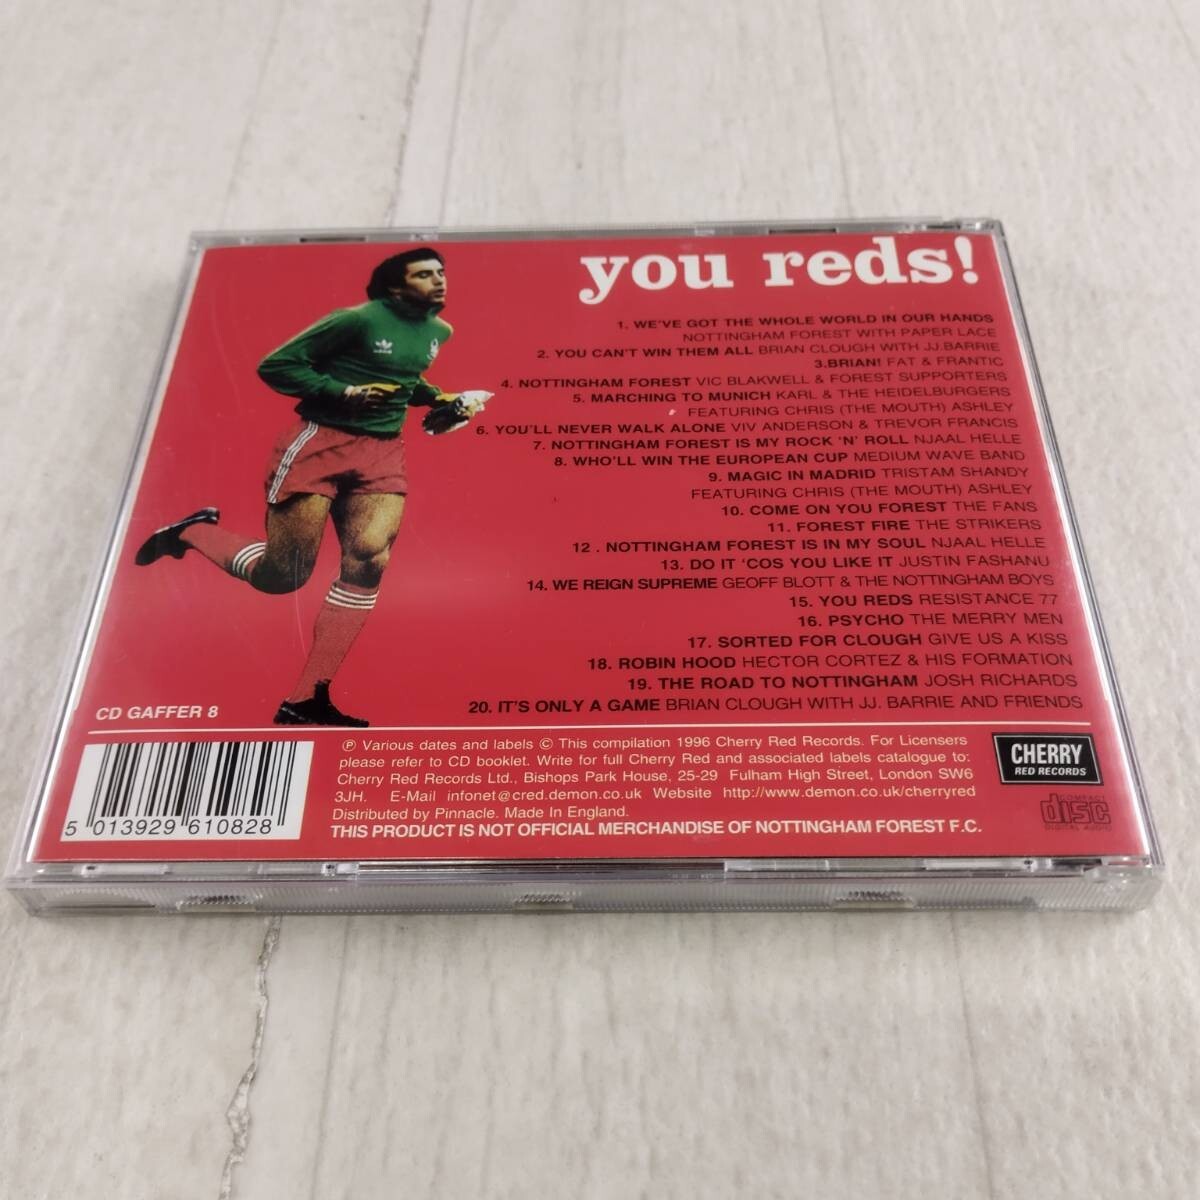 you reds!
1. WE'VE GOT THE WHOLE WORLD IN OUR HANDS
NOTTINGHAM FOREST WITH PAPER LACE
2. YOU CAN'T WIN THEM ALL BRIAN CLOUGH WITH JJ.BARRIE
3.BRIAN! FAT & FRANTIC
4. NOTTINGHAM FOREST VIC BLAKWELL & FOREST SUPPORTERS
5. MARCHING TO MUNICH KARL & THE HEIDELBURGERS
FEATURING CHRIS (THE MOUTH) ASHLEY
6. YOU'LL NEVER WALK ALONE VIV ANDERSON & TREVOR FRANCIS
7. NOTTINGHAM FOREST IS MY ROCK 'N' ROLL NJAAL HELLE
8. WHO'LL WIN THE EUROPEAN CUP MEDIUM WAVE BAND
9. MAGIC IN MADRID TRISTAM SHANDY
FEATURING CHRIS (THE MOUTH) ASHLEY
10. COME ON YOU FOREST THE FANS
11. FOREST FIRE THE STRIKERS
12 . NOTTINGHAM FOREST IS IN MY SOUL NJAAL HELLE
13. DO IT 'COS YOU LIKE IT JUSTIN FASHANU
14. WE REIGN SUPREME GEOFF BLOTT & THE NOTTINGHAM BOYS
15. YOU REDS RESISTANCE 77
16. PSYCHO THE MERRY MEN
17. SORTED FOR CLOUGH GIVE US A KISS
18. ROBIN HOOD HECTOR CORTEZ & HIS FORMATION
19. THE ROAD TO NOTTINGHAM JOSH RICHARDS
20. IT'S ONLY A GAME BRIAN CLOUGH WITH JJ. BARRIE AND FRIENDS
adidas
CD GAFFER 8
5 013929 610828
℗ Various dates and labels © This compilation 1996 Cherry Red Records. For Licensers
please refer to CD booklet. Write for full Cherry Red and associated labels catalogue to:
Cherry Red Records Ltd., Bishops Park House, 25-29 Fulham High Street, London SW6
3JH. E-Mail infonet@cred.demon.co.uk Website http://www.demon.co.uk/cherryred
Distributed by Pinnacle. Made In England.
THIS PRODUCT IS NOT OFFICIAL MERCHANDISE OF NOTTINGHAM FOREST F.C.
CHERRY
RED RECORDS
COMPACT
disc
DIGITAL AUDIO